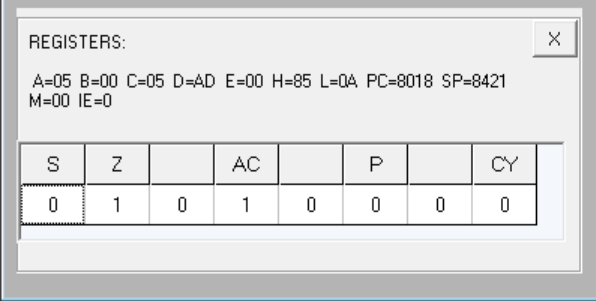 REGISTERS:
X
A=05 B=00 C=05 D=AD E=00 H=85 L=0A PC=8018 SP=8421
M=00 IE=0
S Z AC P CY
0 1 0 1 0 0 0 0